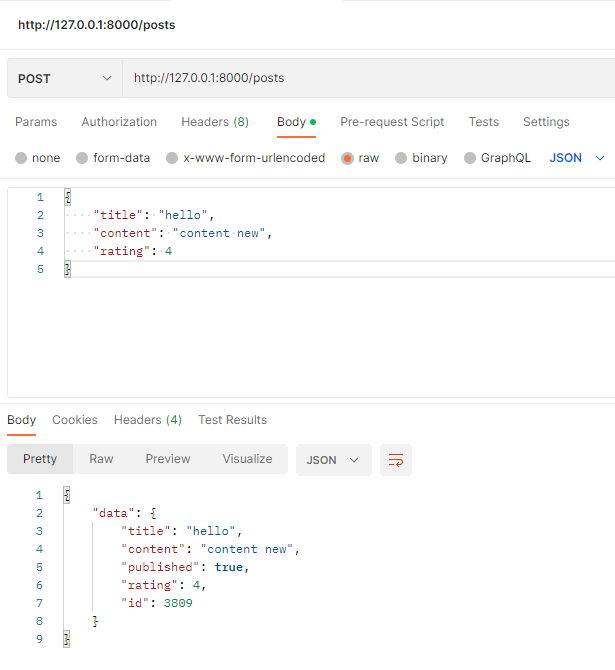 http://127.0.0.1:8000/posts
POST http://127.0.0.1:8000/posts
Params Authorization Headers (8) Body Pre-request Script Tests Settings
none form-data x-www-form-urlencoded raw binary GraphQL JSON
1 {
2 "title": "hello",
3 "content": "content new",
4 "rating": 4
5 }
Body Cookies Headers (4) Test Results
Pretty Raw Preview Visualize JSON
1 {
2 "data": {
3 "title": "hello",
4 "content": "content new",
5 "published": true,
6 "rating": 4,
7 "id": 3809
8 }
9 }